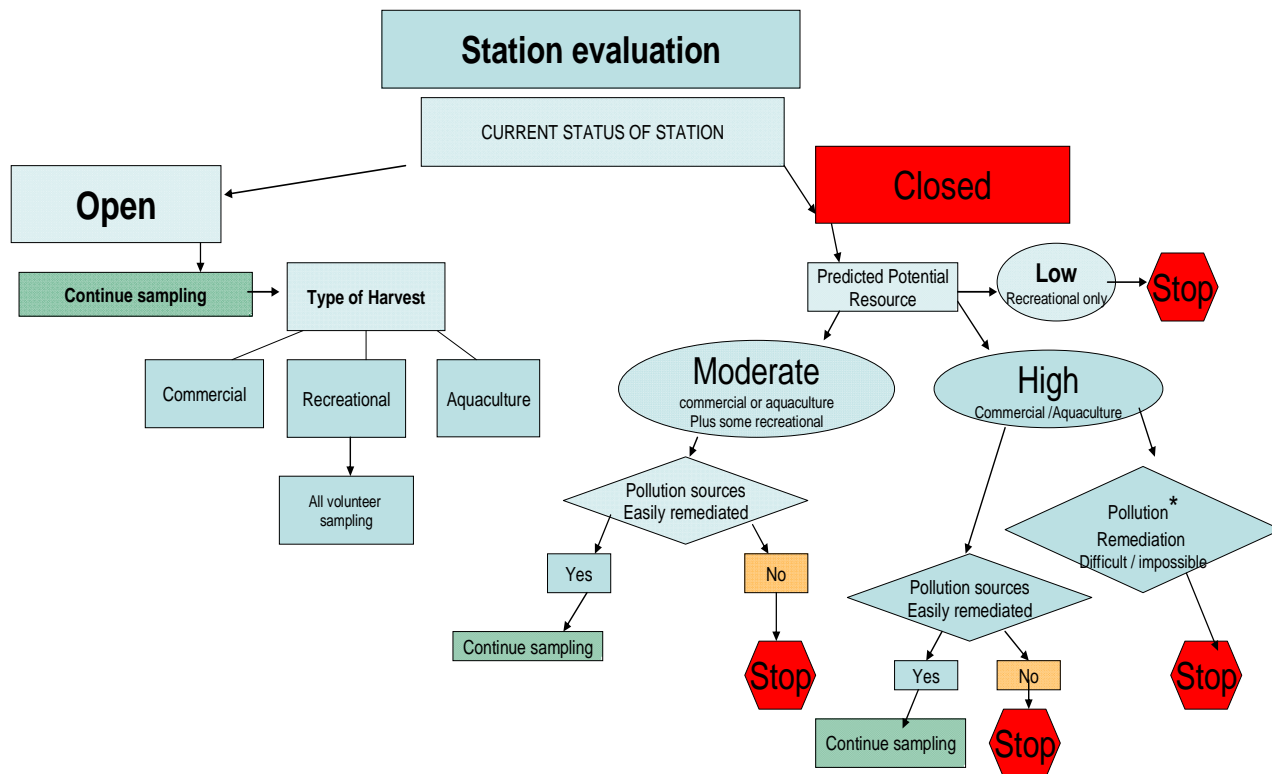 Station evaluation
CURRENT STATUS OF STATION
Open
Closed
Continue sampling
Type of Harvest
Predicted Potential
Resource
Low
Recreational only
Stop
Commercial
Recreational
Aquaculture
All volunteer
sampling
Moderate
commercial or aquaculture
Plus some recreational
High
Commercial /Aquaculture
Pollution sources
Easily remediated
Yes
No
Continue sampling
Stop
Pollution sources
Easily remediated
Yes
No
Continue sampling
Stop
Pollution*
Remediation
Difficult / impossible
Stop